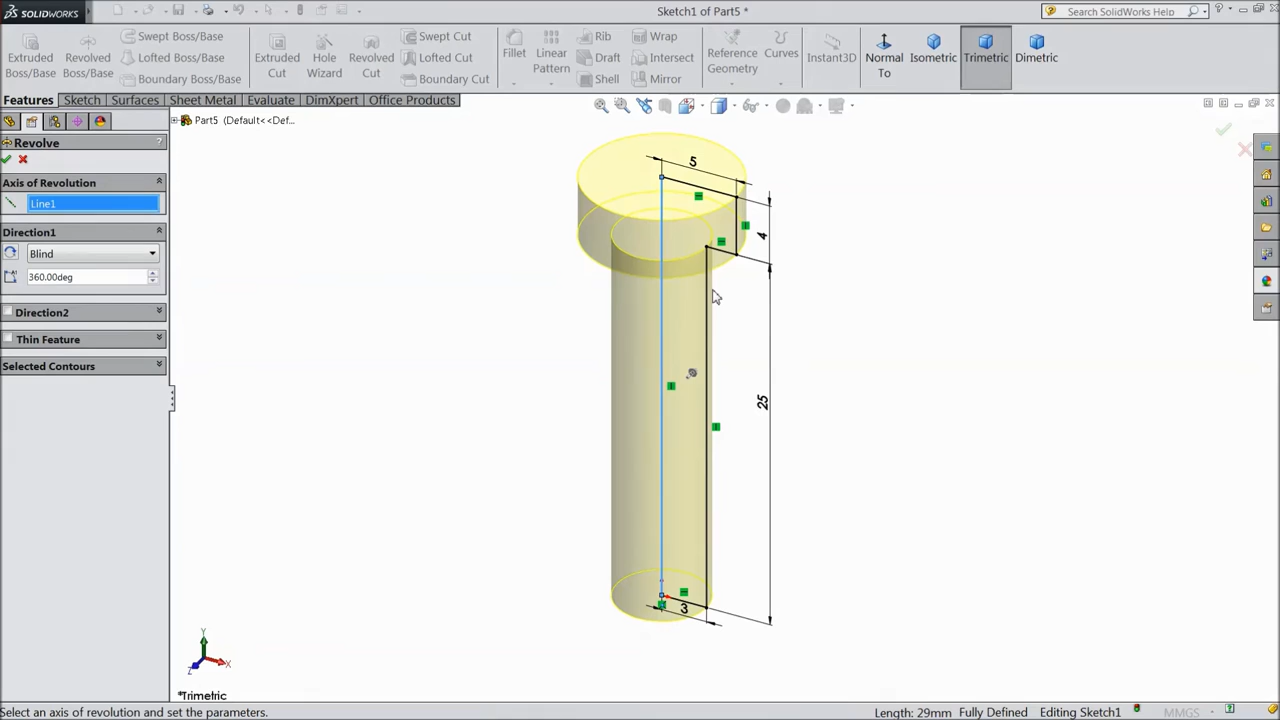 SOLIDWORKS
Sketch1 of Part5 *
Search SolidWorks Help
Extruded Boss/Base
Revolved Boss/Base
Swept Boss/Base
Lofted Boss/Base
Boundary Boss/Base
Extruded Cut
Hole Wizard
Revolved Cut
Swept Cut
Lofted Cut
Boundary Cut
Fillet
Linear Pattern
Rib
Draft
Shell
Wrap
Intersect
Mirror
Reference Geometry
Curves
Instant3D
Normal To
Isometric
Trimetric
Dimetric
Features
Sketch
Surfaces
Sheet Metal
Evaluate
DimXpert
Office Products
Part5 (Default<<Def...
Revolve
?
Axis of Revolution
Line1
Direction1
Blind
360.00deg
Direction2
Thin Feature
Selected Contours
5
4
25
3
Y
X
Z
*Trimetric
Select an axis of revolution and set the parameters.
Length: 29mm
Fully Defined
Editing Sketch1
MMGS